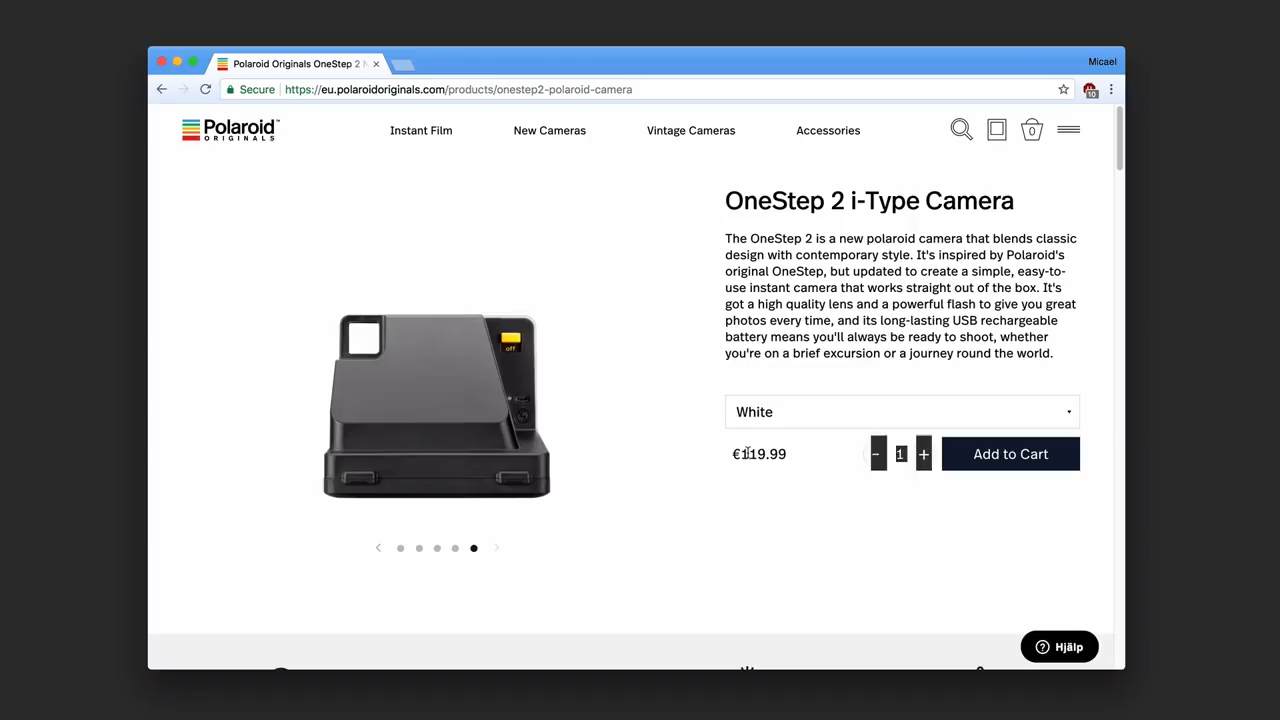 Polaroid Originals OneStep 2
Micael
Secure
https://eu.polaroidoriginals.com/products/onestep2-polaroid-camera
10
Polaroid™
ORIGINALS
Instant Film
New Cameras
Vintage Cameras
Accessories
0
OneStep 2 i-Type Camera
The OneStep 2 is a new polaroid camera that blends classic
design with contemporary style. It's inspired by Polaroid's
original OneStep, but updated to create a simple, easy-to-
use instant camera that works straight out of the box. It's
got a high quality lens and a powerful flash to give you great
photos every time, and its long-lasting USB rechargeable
battery means you'll always be ready to shoot, whether
you're on a brief excursion or a journey round the world.
off
White
€119.99
- 1 +
Add to Cart
Hjälp